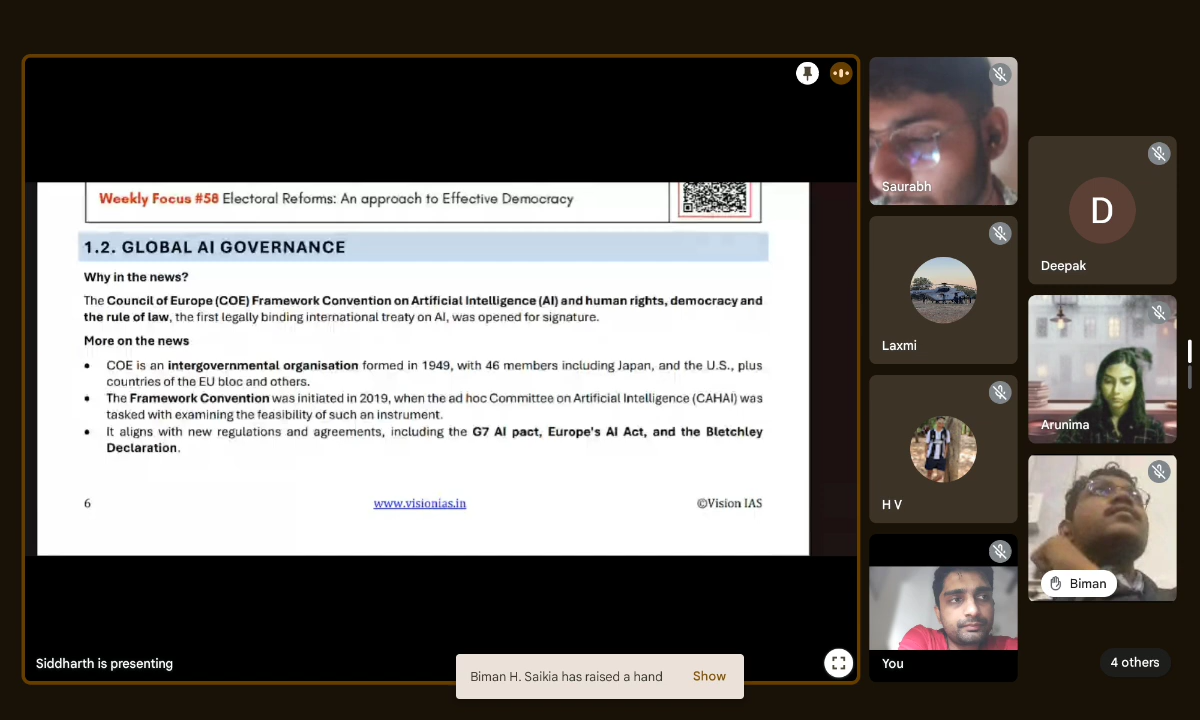 Weekly Focus #58 Electoral Reforms: An approach to Effective Democracy
1.2. GLOBAL AI GOVERNANCE
Why in the news?
The Council of Europe (COE) Framework Convention on Artificial Intelligence (AI) and human rights, democracy and
the rule of law, the first legally binding international treaty on AI, was opened for signature.
More on the news
• COE is an intergovernmental organisation formed in 1949, with 46 members including Japan, and the U.S., plus
countries of the EU bloc and others.
• The Framework Convention was initiated in 2019, when the ad hoc Committee on Artificial Intelligence (CAHAI) was
tasked with examining the feasibility of such an instrument.
• It aligns with new regulations and agreements, including the G7 AI pact, Europe's AI Act, and the Bletchley
Declaration.
6 www.visionias.in ©Vision IAS
Siddharth is presenting
Biman H. Saikia has raised a hand Show
Saurabh
Deepak
D
Laxmi
Arunima
H V
Biman
You
4 others